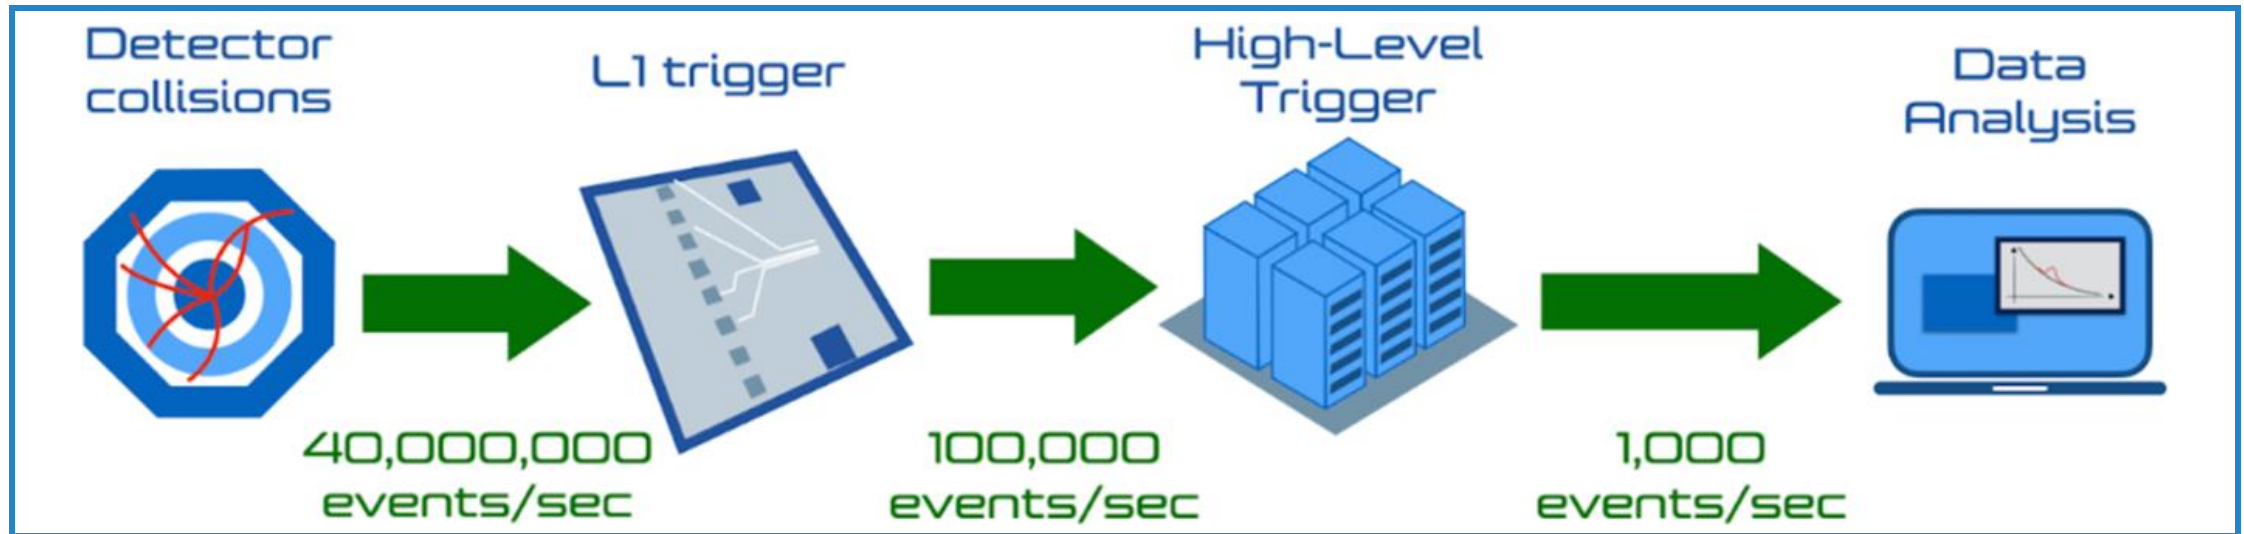 Detector
collisions
L1 trigger
High-Level
Trigger
Data
Analysis
40,000,000
events/sec
100,000
events/sec
1,000
events/sec